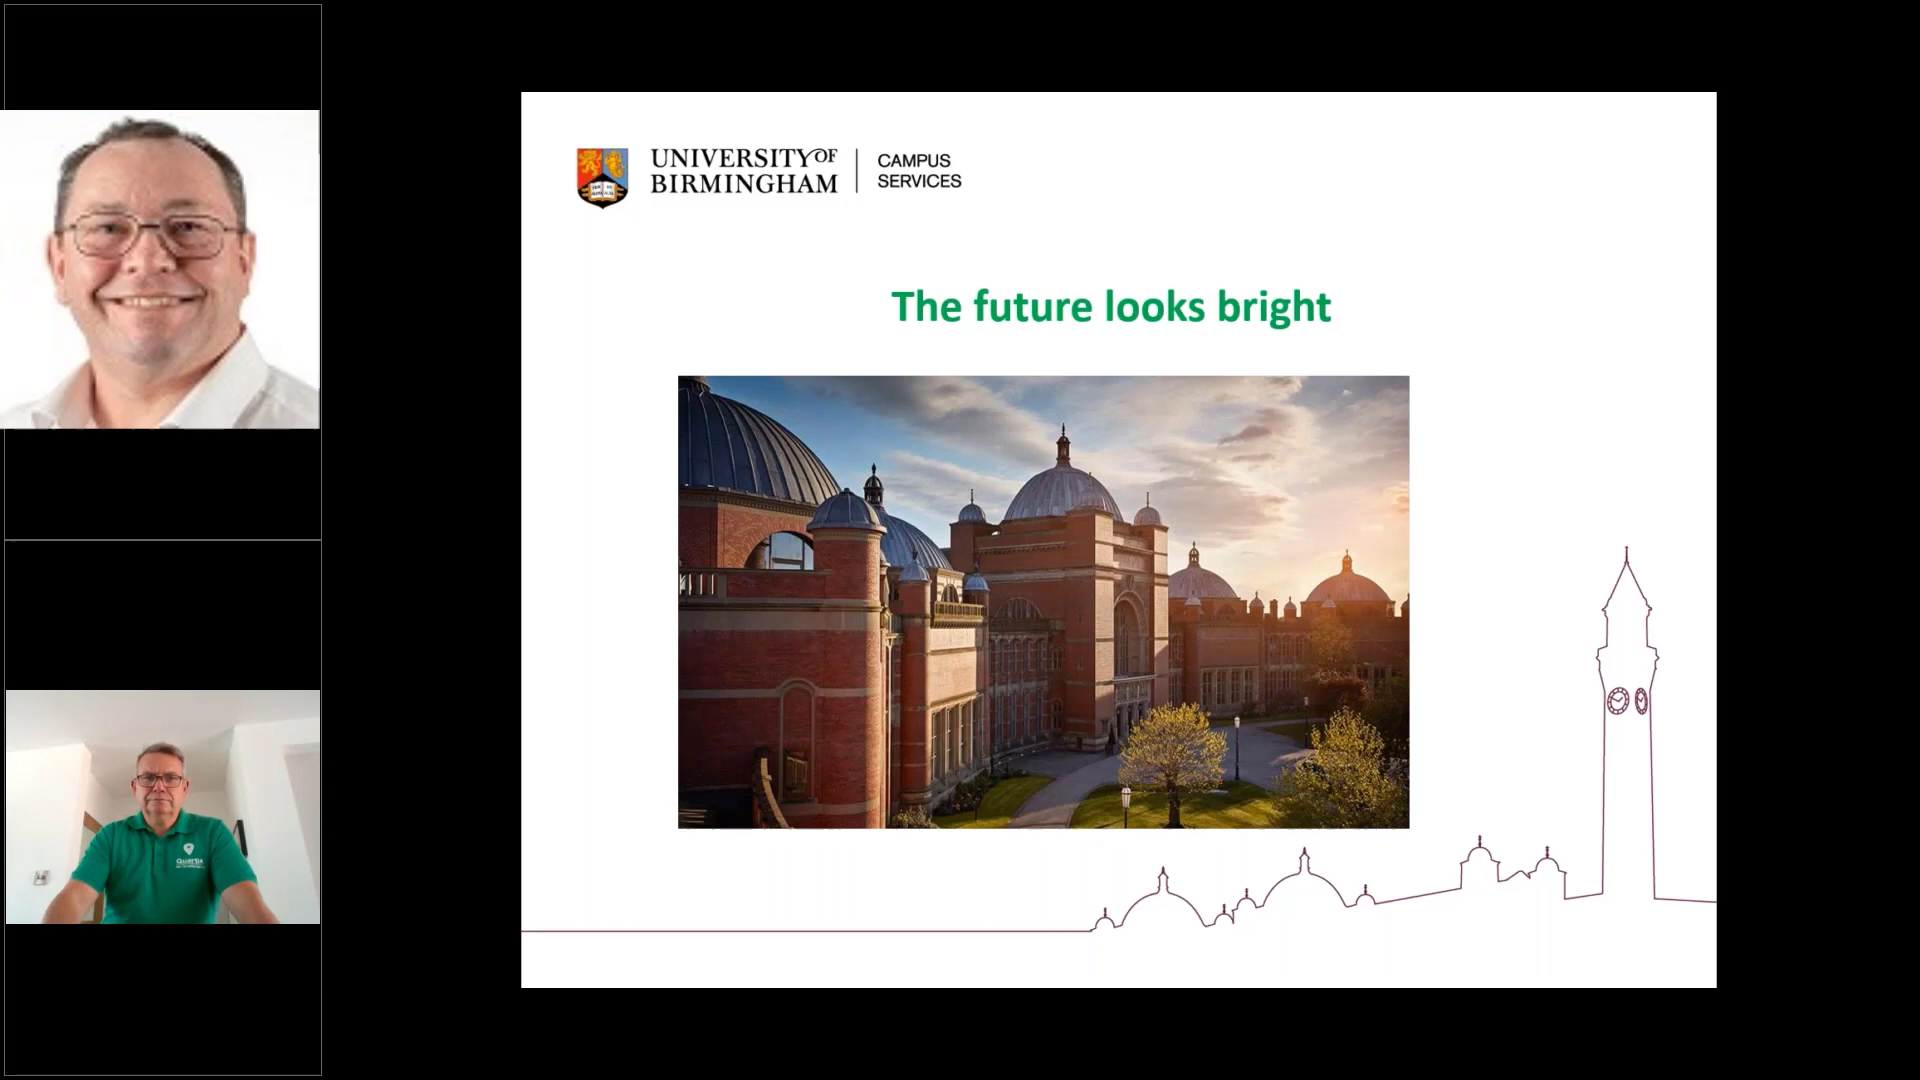 UNIVERSITY OF
BIRMINGHAM
CAMPUS
SERVICES
The future looks bright